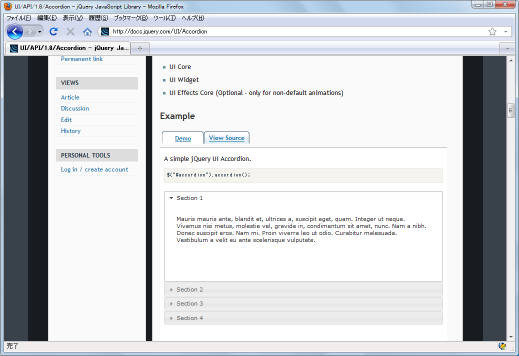 UI/API/1.8/Accordion - jQuery JavaScript Library - Mozilla Firefox
ファイル(F) 編集(E) 表示(V) 履歴(S) ブックマーク(B) ツール(T) ヘルプ(H)
http://docs.jquery.com/UI/Accordion
UI/API/1.8/Accordion - jQuery Ja...
Permanent link
VIEWS
Article
Discussion
Edit
History
PERSONAL TOOLS
Log in / create account
UI Core
UI Widget
UI Effects Core (Optional - only for non-default animations)
Example
Demo View Source
A simple jQuery UI Accordion.
$("#accordion").accordion();
Section 1
Mauris mauris ante, blandit et, ultrices a, suscipit eget, quam. Integer ut neque.
Vivamus nisi metus, molestie vel, gravida in, condimentum sit amet, nunc. Nam a nibh.
Donec suscipit eros. Nam mi. Proin viverra leo ut odio. Curabitur malesuada.
Vestibulum a velit eu ante scelerisque vulputate.
Section 2
Section 3
Section 4
完了